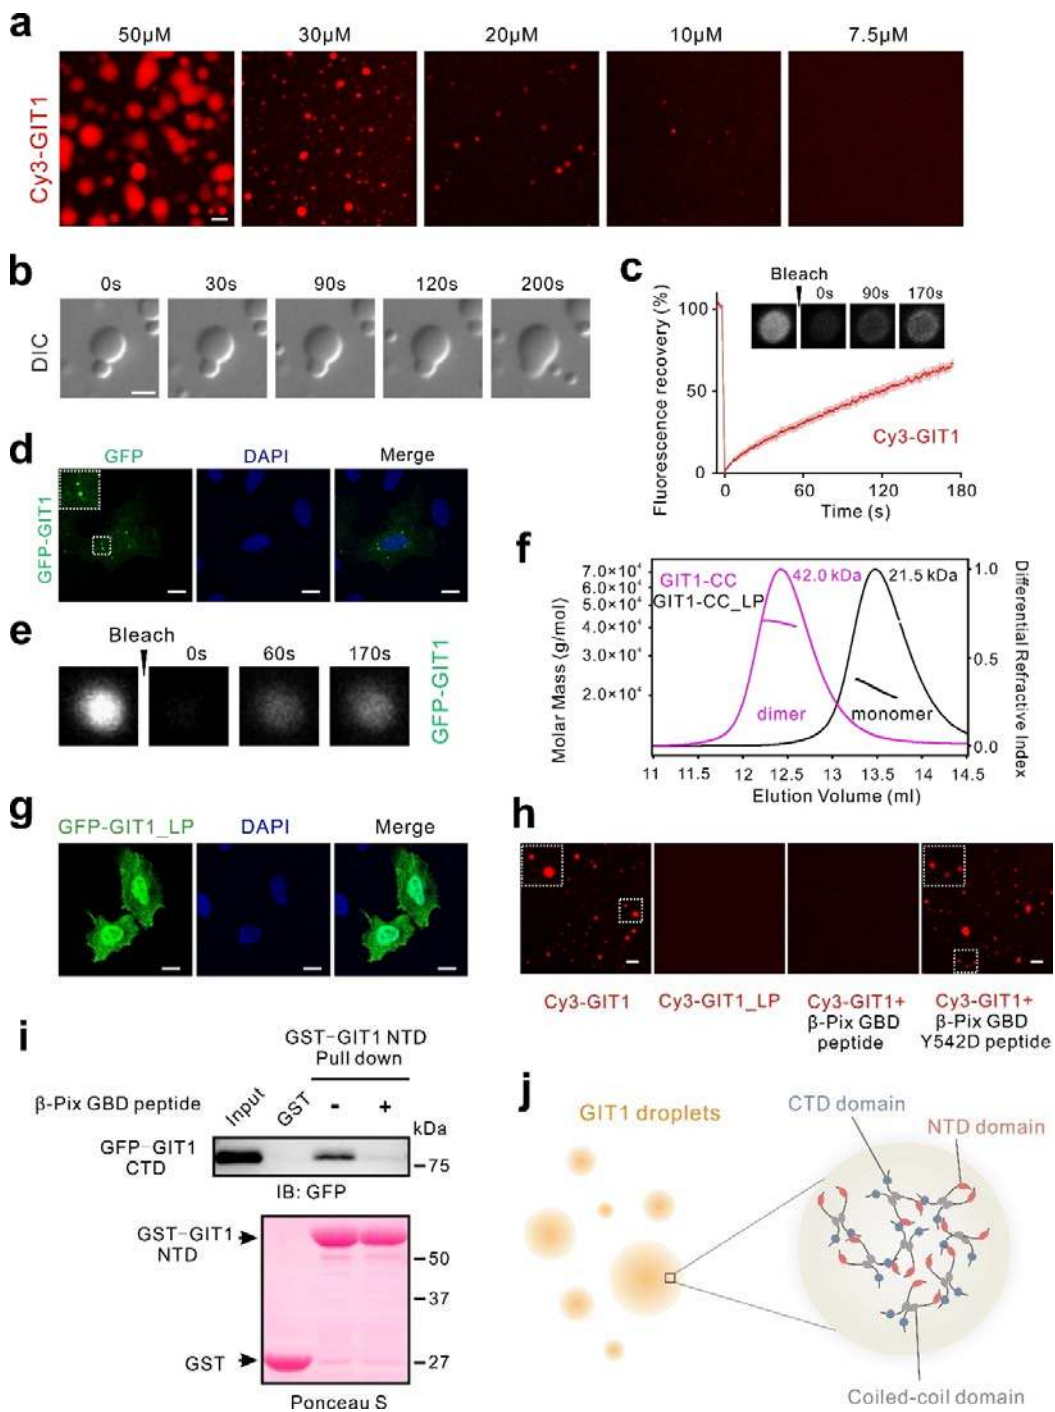 a
50μM 30μM 20μM 10μM 7.5μM
Cy3-GIT1
b
0s 30s 90s 120s 200s
DIC
c
Bleach
0s 90s 170s
Fluorescence recovery (%)
100
50
0
Cy3-GIT1
0 60 120 180
Time (s)
d
GFP DAPI Merge
GFP-GIT1
e
Bleach
0s 60s 170s
GFP-GIT1
f
Molar Mass (g/mol)
7.0×10⁴
6.0×10⁴
5.0×10⁴
4.0×10⁴
3.0×10⁴
2.0×10⁴
GIT1-CC
GIT1-CC_LP
42.0 kDa
21.5 kDa
dimer
monomer
1.0
0.5
0.0
Differential Refractive Index
11 11.5 12 12.5 13 13.5 14 14.5
Elution Volume (ml)
g
GFP-GIT1_LP DAPI Merge
h
Cy3-GIT1
Cy3-GIT1_LP
Cy3-GIT1+
β-Pix GBD
peptide
Cy3-GIT1+
β-Pix GBD
Y542D peptide
i
GST-GIT1 NTD
Pull down
β-Pix GBD peptide
Input GST - +
kDa
GFP-GIT1
CTD
75
IB: GFP
GST-GIT1
NTD
50
37
GST
27
Ponceau S
j
GIT1 droplets
CTD domain
NTD domain
Coiled-coil domain